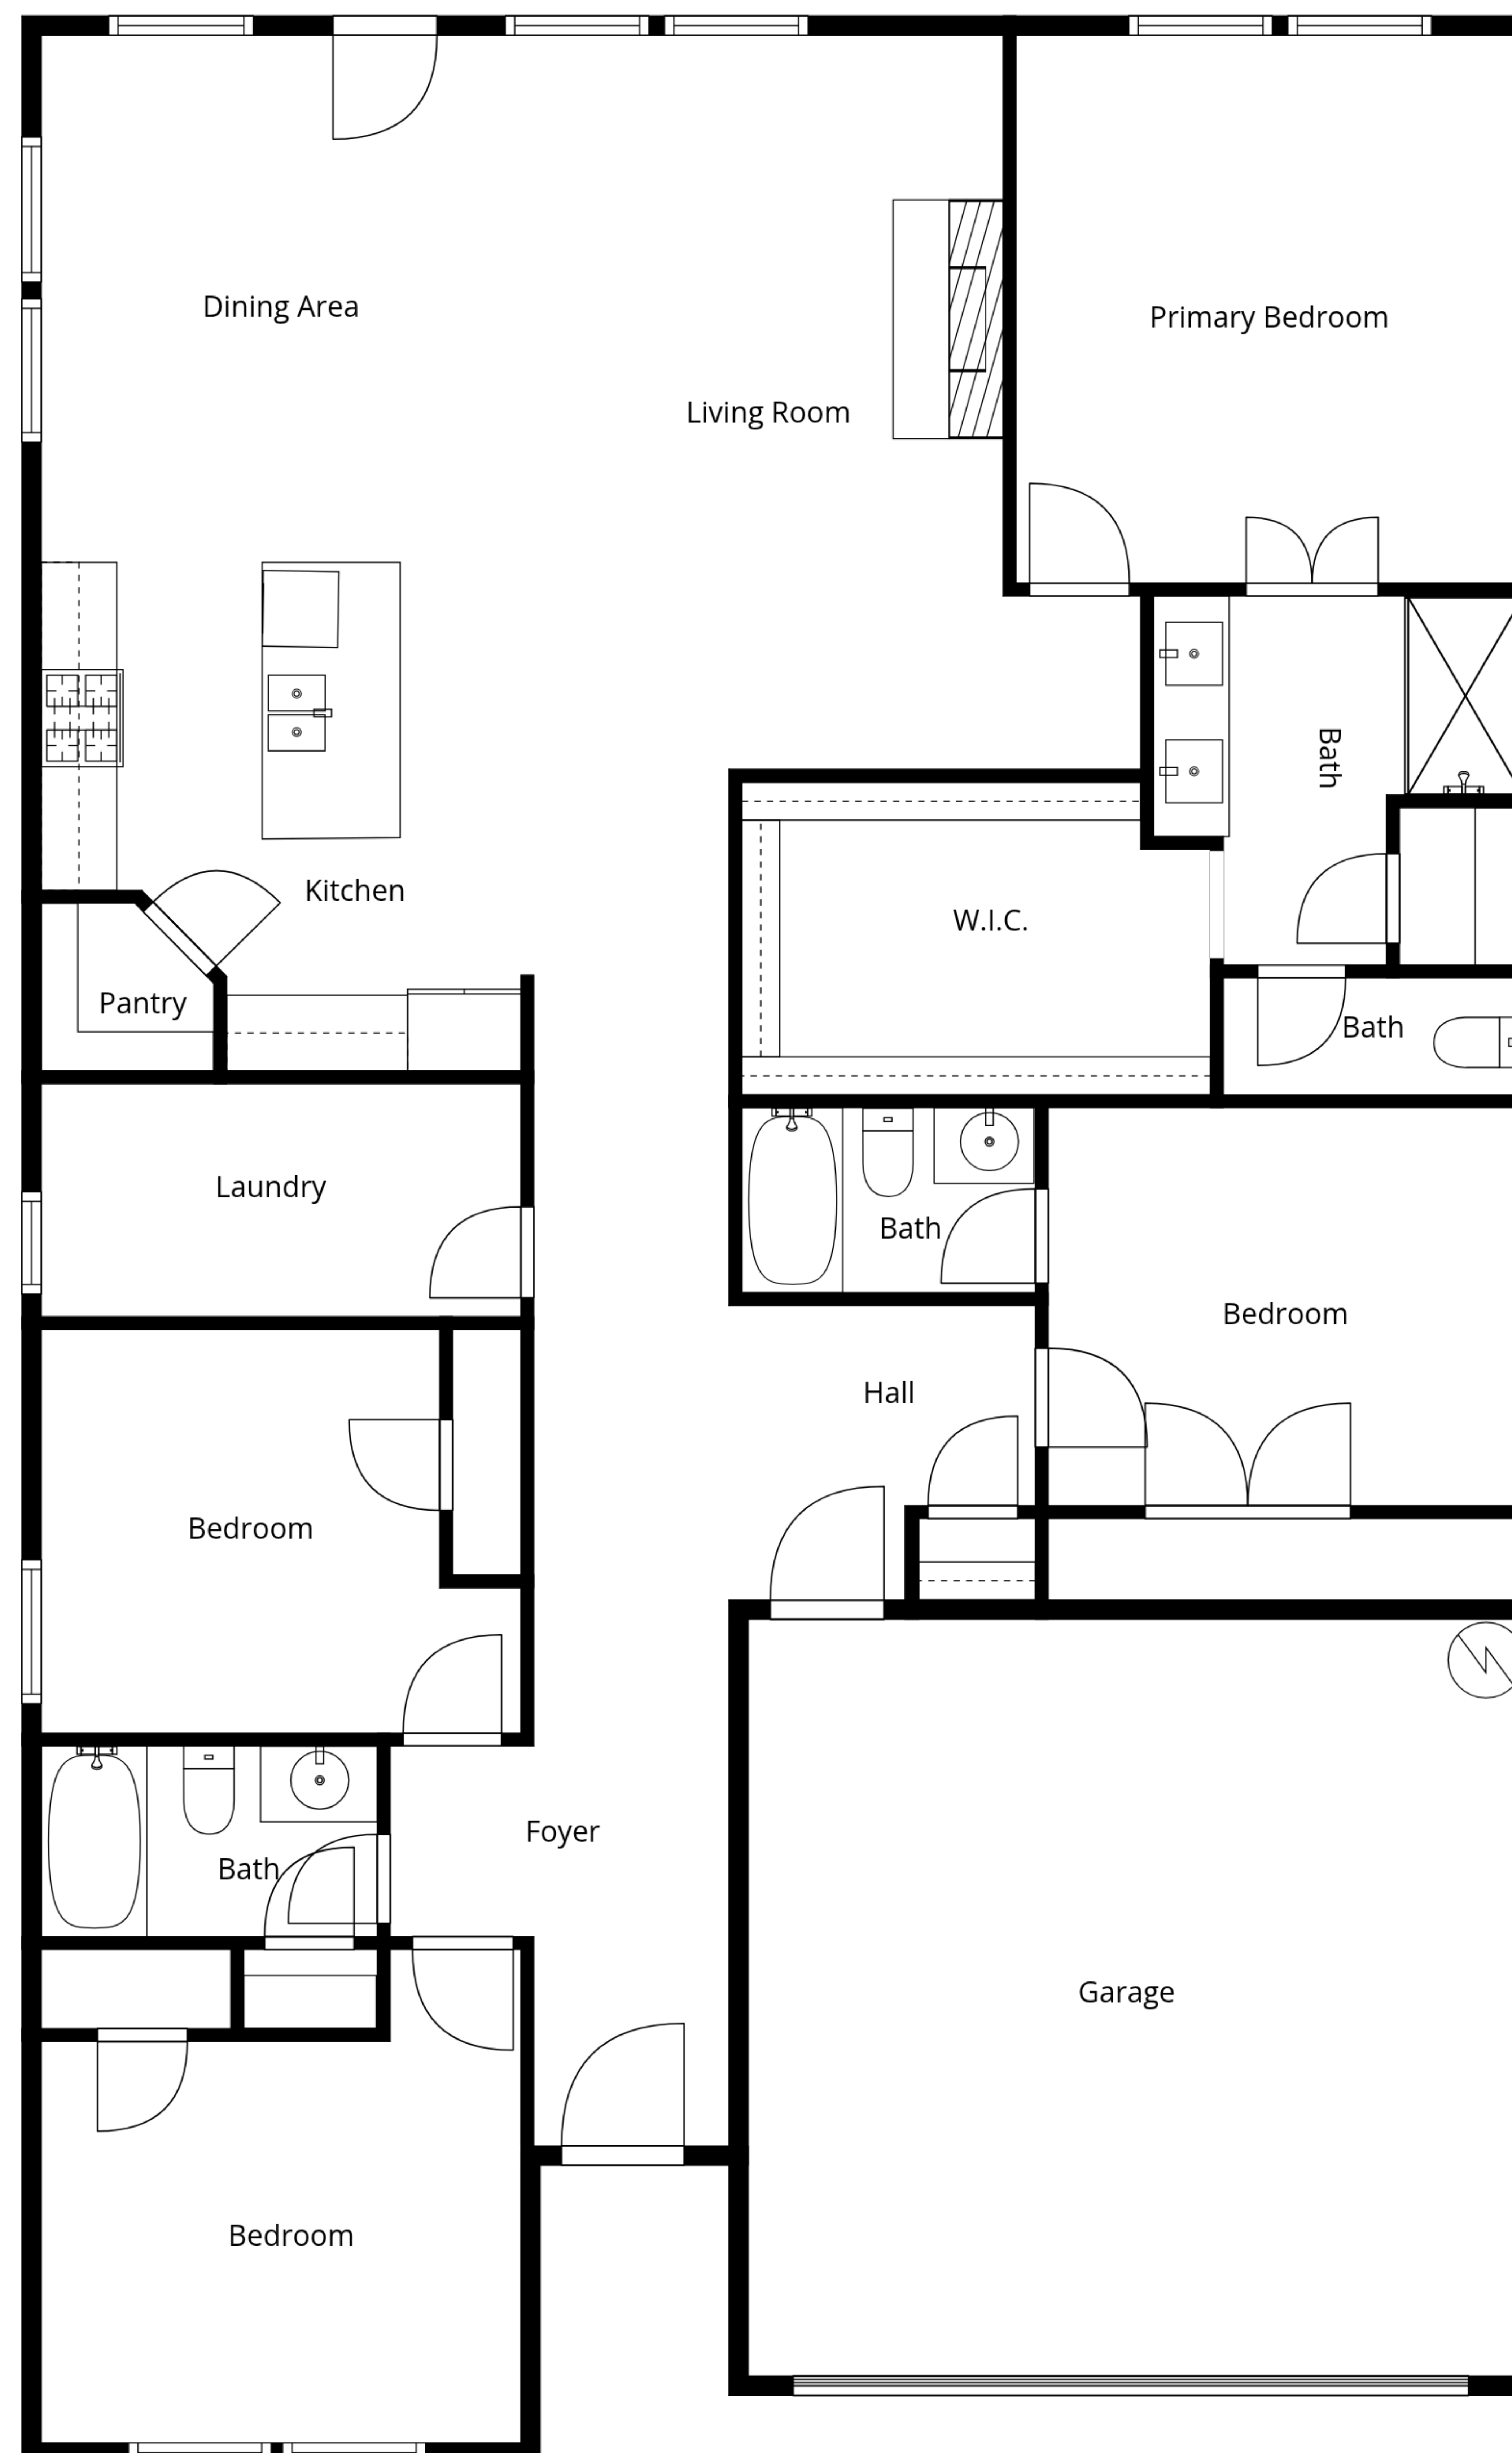 Dining Area
Primary Bedroom
Living Room
Bath
Kitchen
W.I.C.
Pantry
Bath
Laundry
Bath
Bedroom
Hall
Bedroom
Foyer
Bath
Garage
Bedroom